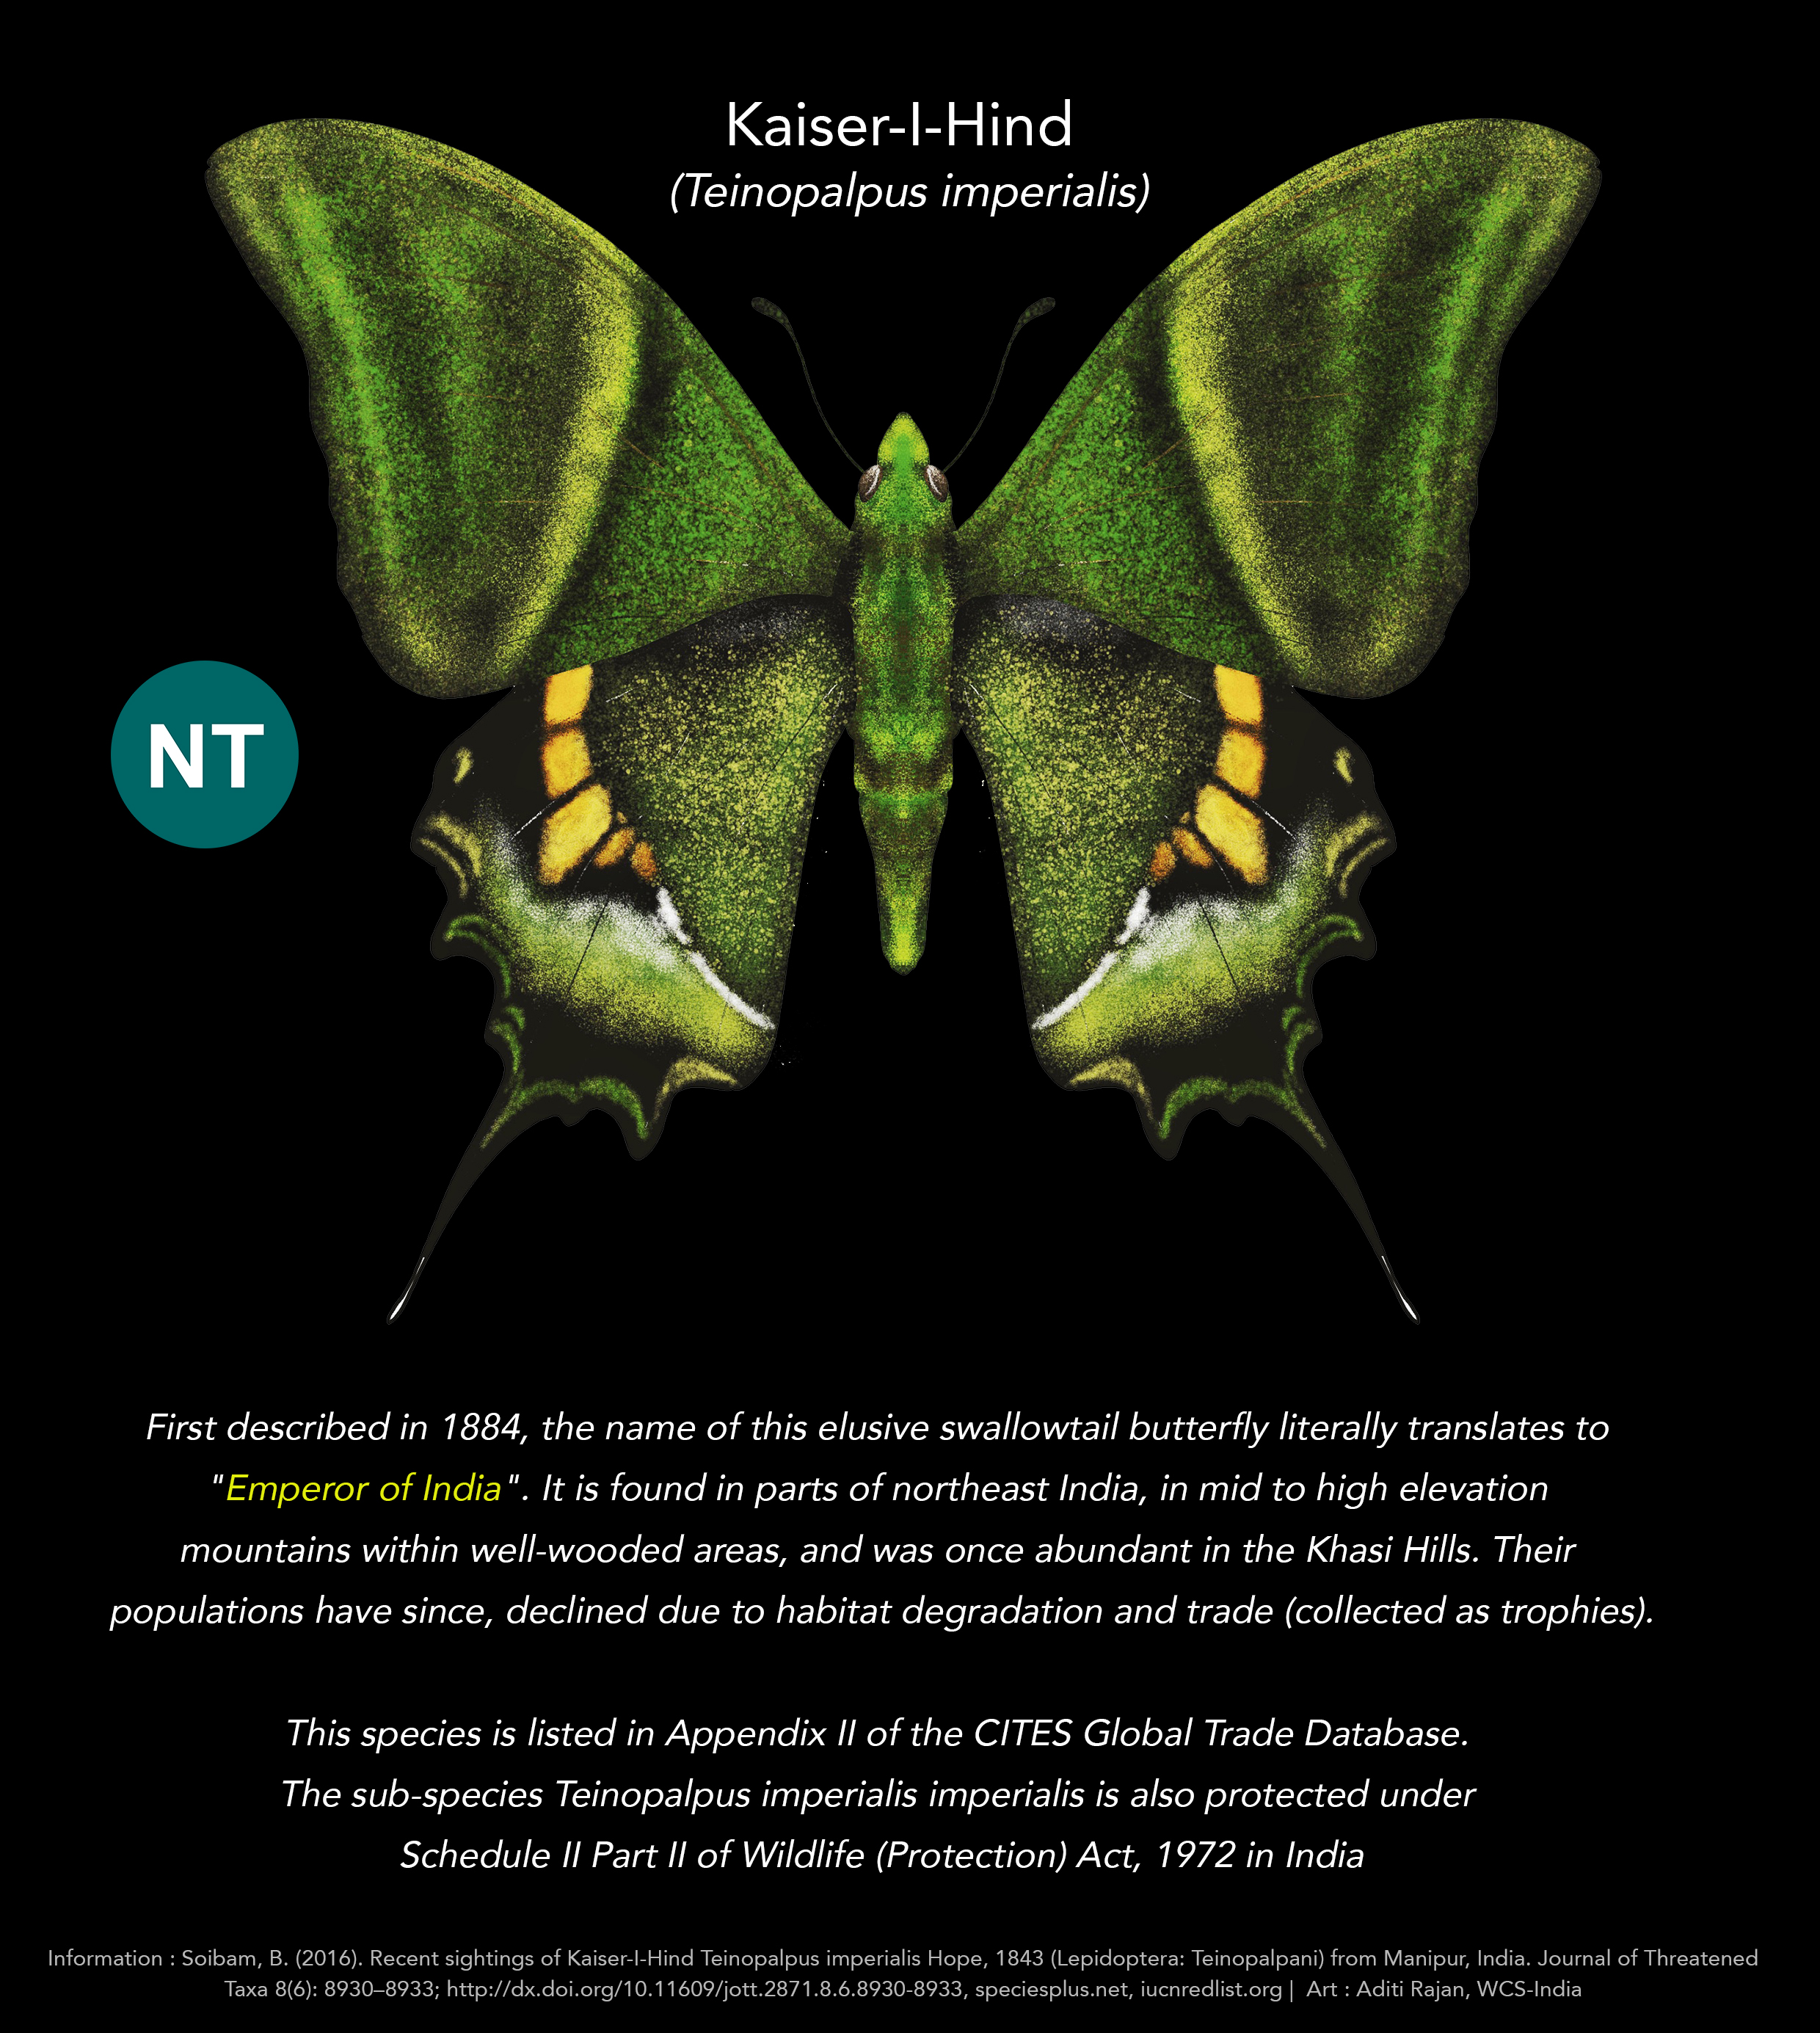 Kaiser-I-Hind
(Teinopalpus imperialis)
NT
First described in 1884, the name of this elusive swallowtail butterfly literally translates to
"Emperor of India". It is found in parts of northeast India, in mid to high elevation
mountains within well-wooded areas, and was once abundant in the Khasi Hills. Their
populations have since, declined due to habitat degradation and trade (collected as trophies).
This species is listed in Appendix II of the CITES Global Trade Database.
The sub-species Teinopalpus imperialis imperialis is also protected under
Schedule II Part II of Wildlife (Protection) Act, 1972 in India
Information : Soibam, B. (2016). Recent sightings of Kaiser-I-Hind Teinopalpus imperialis Hope, 1843 (Lepidoptera: Teinopalpani) from Manipur, India. Journal of Threatened
Taxa 8(6): 8930–8933; http://dx.doi.org/10.11609/jott.2871.8.6.8930-8933, speciesplus.net, iucnredlist.org | Art : Aditi Rajan, WCS-India